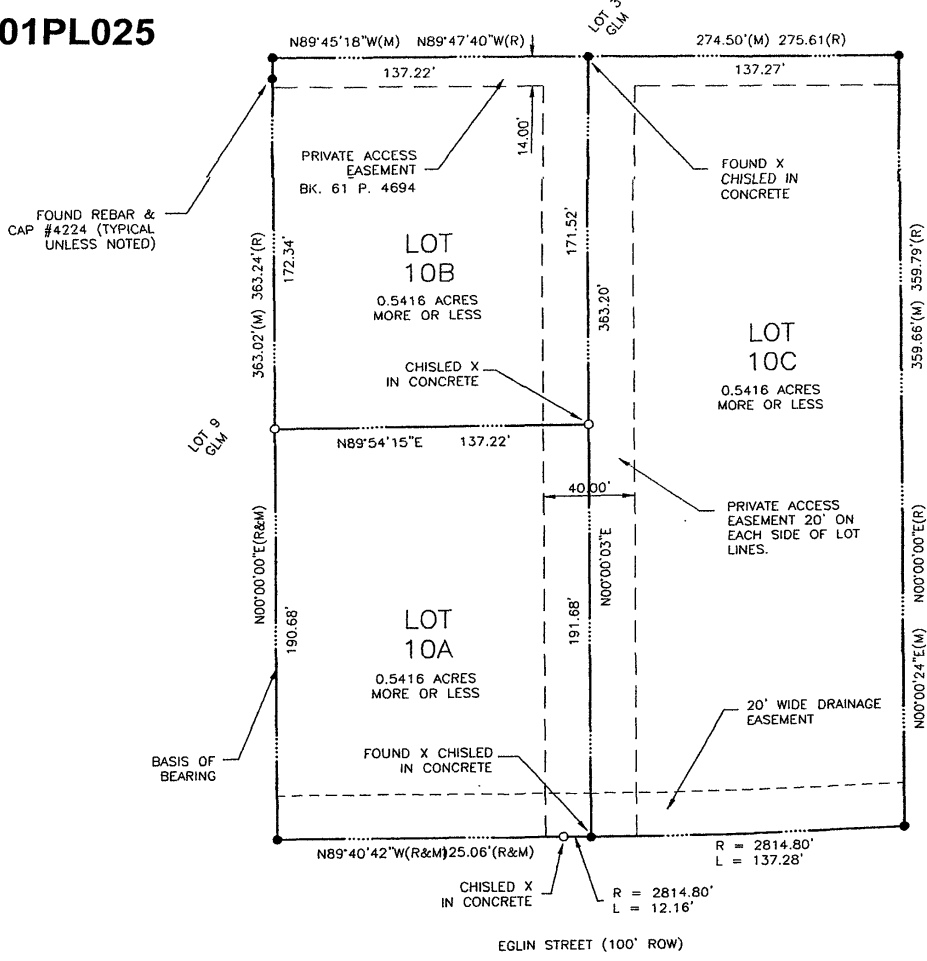 01PL025
LOT 3
GLM
N89°45'18"W(M) N89°47'40"W(R)
274.50'(M) 275.61(R)
137.22'
137.27'
14.00'
PRIVATE ACCESS
EASEMENT
BK. 61 P. 4694
FOUND X
CHISLED IN
CONCRETE
FOUND REBAR &
CAP #4224 (TYPICAL
UNLESS NOTED)
363.02'(M) 363.24'(R)
172.34'
LOT
10B
0.5416 ACRES
MORE OR LESS
171.52'
363.20'
359.66'(M) 359.79'(R)
LOT
10C
0.5416 ACRES
MORE OR LESS
CHISLED X
IN CONCRETE
LOT 9
GLM
N89°54'15"E 137.22'
40.00'
PRIVATE ACCESS
EASEMENT 20' ON
EACH SIDE OF LOT
LINES.
N00°00'00"E(R&M)
190.68'
LOT
10A
0.5416 ACRES
MORE OR LESS
191.68'
N00°00'03"E
N00°00'24"E(M) N00°00'00"E(R)
20' WIDE DRAINAGE
EASEMENT
BASIS OF
BEARING
FOUND X CHISLED
IN CONCRETE
N89°40'42"W(R&M)125.06'(R&M)
R = 2814.80'
L = 137.28'
CHISLED X
IN CONCRETE
R = 2814.80'
L = 12.16'
EGLIN STREET (100' ROW)